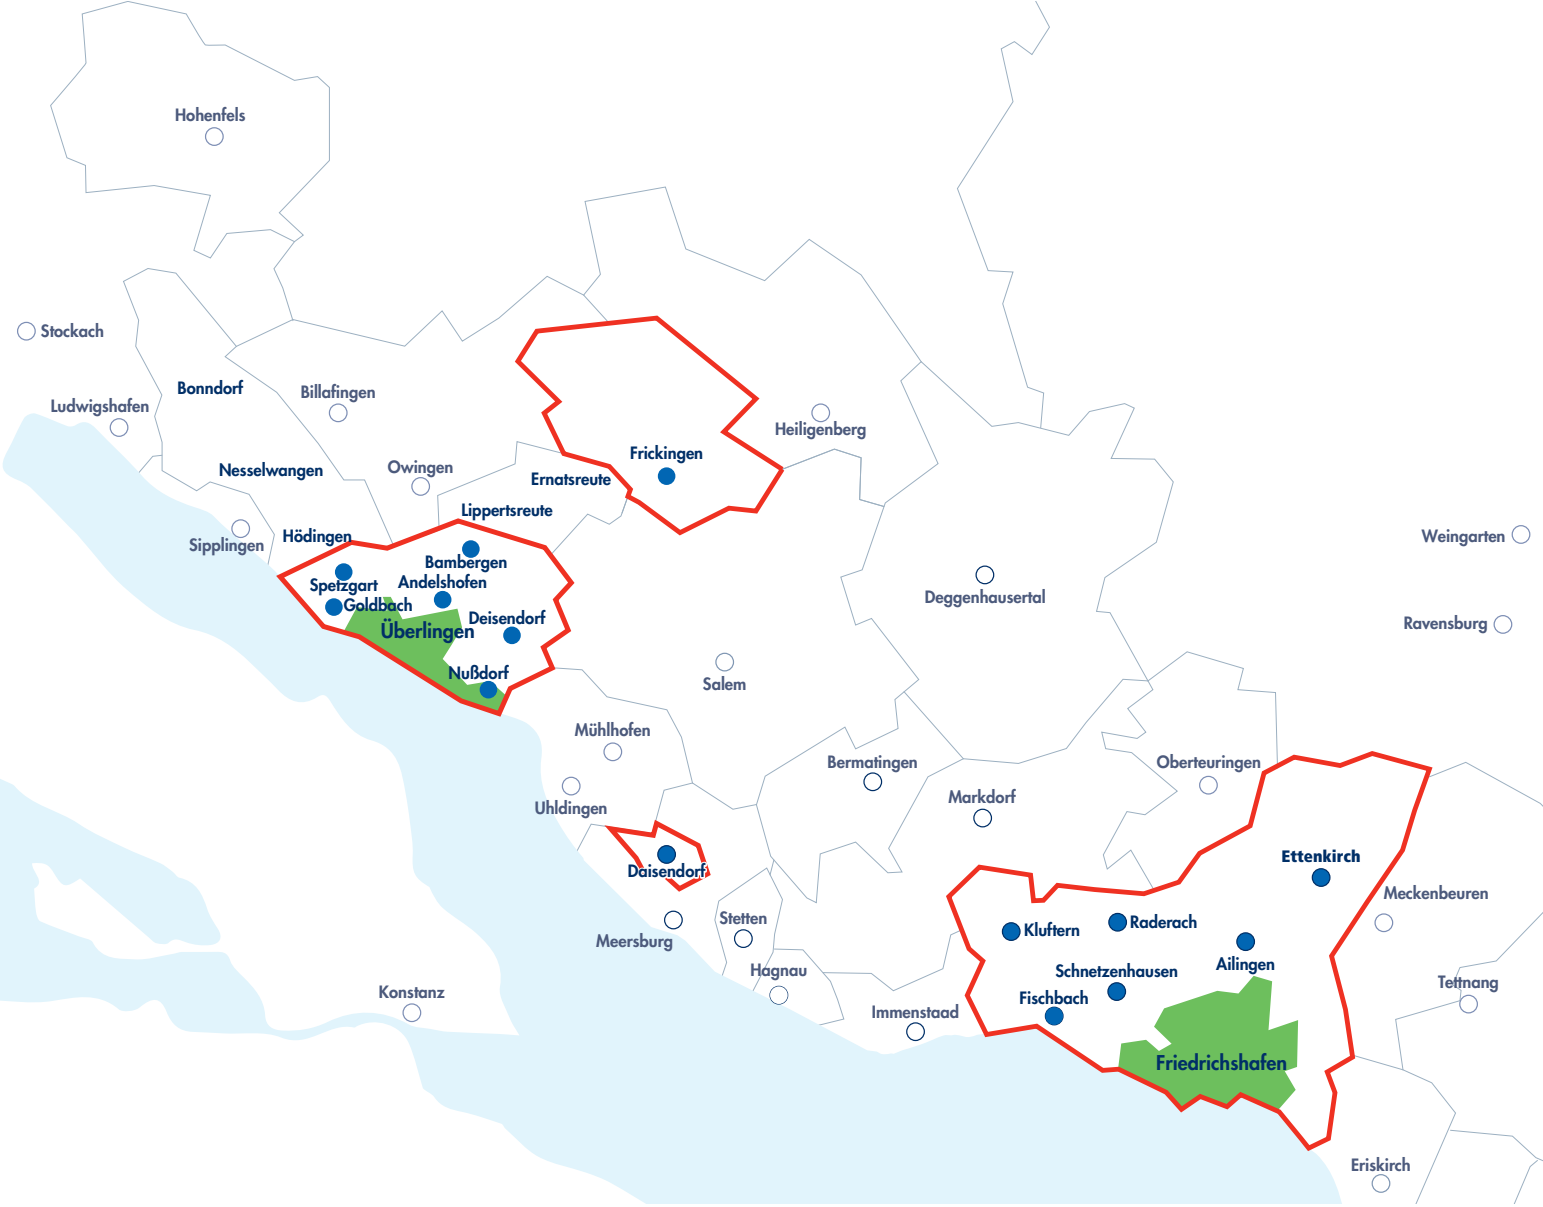 Hohenfels
Stockach
Bonndorf
Billafingen
Ludwigshafen
Heiligenberg
Frickingen
Nesselwangen
Owingen
Ernatsreute
Lippertsreute
Hödingen
Sipplingen
Weingarten
Bambergen
Spetzgart
Andelshofen
Goldbach
Deisendorf
Überlingen
Deggenhausertal
Ravensburg
Nußdorf
Salem
Mühlhofen
Bermatingen
Oberteuringen
Uhldingen
Markdorf
Ettenkirch
Daisendorf
Meckenbeuren
Stetten
Raderach
Kluftern
Meersburg
Ailingen
Hagnau
Schnetzenhausen
Tettnang
Konstanz
Fischbach
Immenstaad
Friedrichshafen
Eriskirch